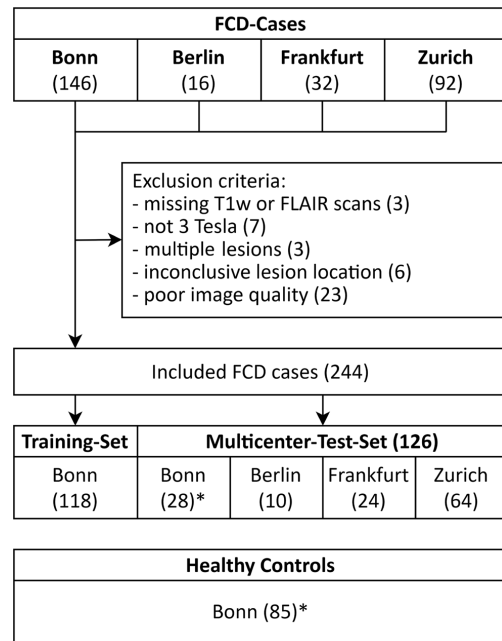 FCD-Cases
Bonn Berlin Frankfurt Zurich
(146) (16) (32) (92)
Exclusion criteria:
- missing T1w or FLAIR scans (3)
- not 3 Tesla (7)
- multiple lesions (3)
- inconclusive lesion location (6)
- poor image quality (23)
Included FCD cases (244)
Training-Set Multicenter-Test-Set (126)
Bonn Bonn Berlin Frankfurt Zurich
(118) (28)* (10) (24) (64)
Healthy Controls
Bonn (85)*